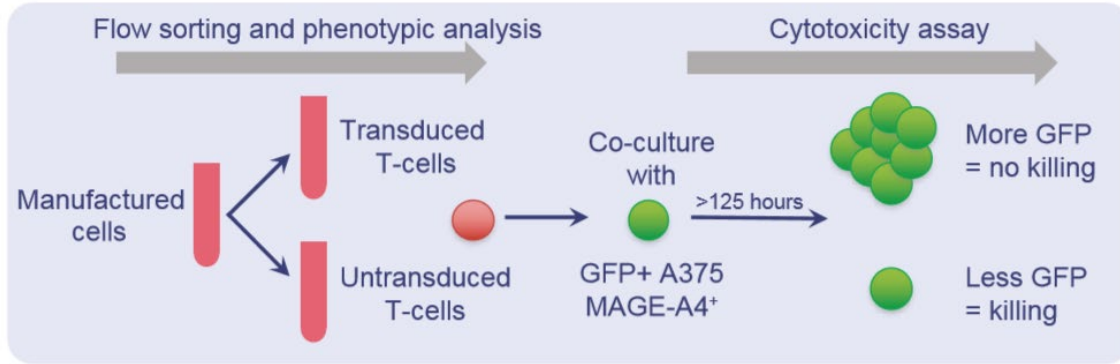 Flow sorting and phenotypic analysis
Cytotoxicity assay
Manufactured
cells
Transduced
T-cells
Untransduced
T-cells
Co-culture
with
GFP+ A375
MAGE-A4⁺
>125 hours
More GFP
= no killing
Less GFP
= killing